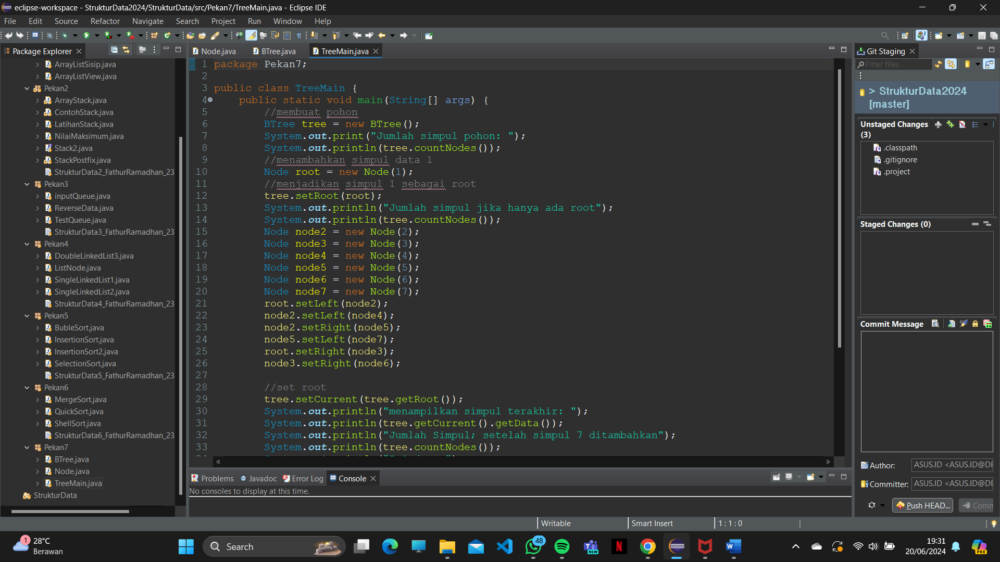 eclipse-workspace - StrukturData2024/StrukturData/src/Pekan7/TreeMain.java - Eclipse IDE
File Edit Source Refactor Navigate Search Project Run Window Help
Package Explorer
ArrayListSisip.java
ArrayListView.java
Pekan2
ArrayStack.java
ContohStack.java
LatihanStack.java
NilaiMaksimum.java
Stack2.java
StackPostfix.java
StrukturData2_FathurRamadhan_23
Pekan3
inputQueue.java
ReverseData.java
TestQueue.java
StrukturData3_FathurRamadhan_23
Pekan4
DoubleLinkedList3.java
ListNode.java
SingleLinkedList1.java
SingleLinkedList2.java
StrukturData4_FathurRamadhan_23
Pekan5
BubleSort.java
InsertionSort.java
InsertionSort2.java
SelectionSort.java
StrukturData5_FathurRamadhan_23
Pekan6
MergeSort.java
QuickSort.java
ShellSort.java
StrukturData6_FathurRamadhan_23
Pekan7
BTree.java
Node.java
TreeMain.java
StrukturData
Node.java BTree.java TreeMain.java
1 package Pekan7;
2
3 public class TreeMain {
4 public static void main(String[] args) {
5 //membuat pohon
6 BTree tree = new BTree();
7 System.out.print("Jumlah simpul pohon: ");
8 System.out.println(tree.countNodes());
9 //menambahkan simpul data 1
10 Node root = new Node(1);
11 //menjadikan simpul 1 sebagai root
12 tree.setRoot(root);
13 System.out.println("Jumlah simpul jika hanya ada root");
14 System.out.println(tree.countNodes());
15 Node node2 = new Node(2);
16 Node node3 = new Node(3);
17 Node node4 = new Node(4);
18 Node node5 = new Node(5);
19 Node node6 = new Node(6);
20 Node node7 = new Node(7);
21 root.setLeft(node2);
22 node2.setLeft(node4);
23 node2.setRight(node5);
24 node5.setLeft(node7);
25 root.setRight(node3);
26 node3.setRight(node6);
27
28 //set root
29 tree.setCurrent(tree.getRoot());
30 System.out.println("menampilkan simpul terakhir: ");
31 System.out.println(tree.getCurrent().getData());
32 System.out.println("Jumlah Simpul; setelah simpul 7 ditambahkan");
33 System.out.println(tree.countNodes());
Problems Javadoc Error Log Console
No consoles to display at this time.
Git Staging
Filter files
> StrukturData2024
[master]
Unstaged Changes
(3)
.classpath
.gitignore
.project
Staged Changes (0)
Commit Message
Author: ASUS.ID <ASUS.ID@DE
Committer: ASUS.ID <ASUS.ID@DE
Push HEAD... Comm
Writable Smart Insert 1 : 1 : 0
1
28°C
Berawan
Search
48
NEW
19:31
20/06/2024
PRE